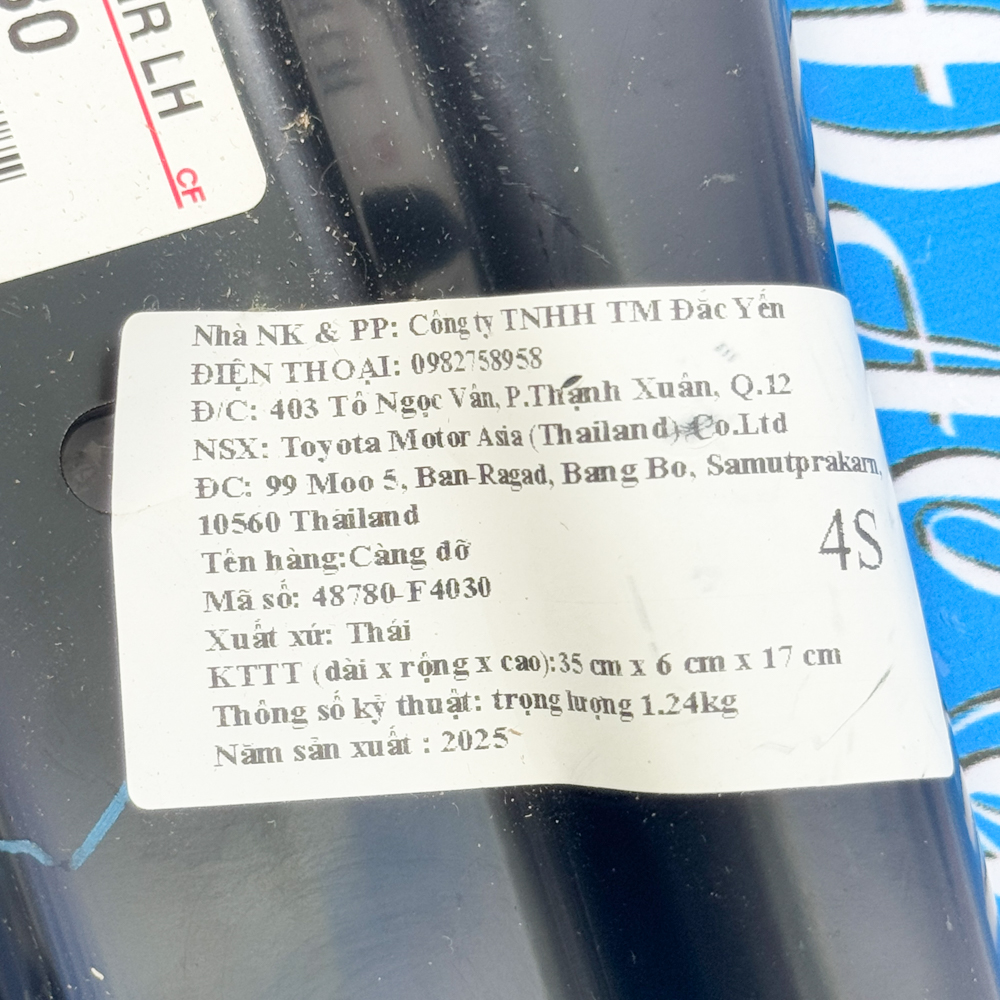 30
R LH
CF
Nhà NK & PP: Công ty TNHH TM Đắc Yến
ĐIỆN THOẠI: 0982758958
Đ/C: 403 Tô Ngọc Vân, P.Thạnh Xuân, Q.12
NSX: Toyota Motor Asia (Thailand) Co.Ltd
ĐC: 99 Moo 5, Ban-Ragad, Bang Bo, Samutprakarn,
10560 Thailand
4S
Tên hàng:Càng đỡ
Mã số: 48780-F4030
Xuất xứ: Thái
KTTT (dài x rộng x cao):35 cm x 6 cm x 17 cm
Thông số kỹ thuật: trọng lượng 1.24kg
Năm sản xuất : 2025